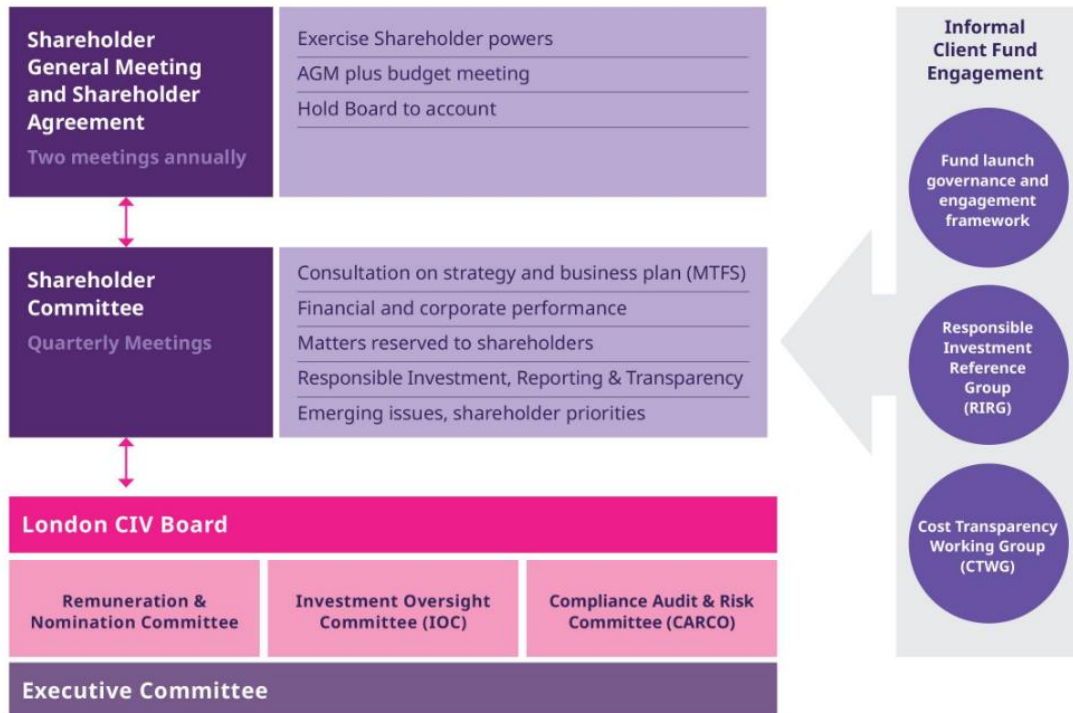 Shareholder
General Meeting
and Shareholder
Agreement
Two meetings annually
Exercise Shareholder powers
AGM plus budget meeting
Hold Board to account
Shareholder
Committee
Quarterly Meetings
Consultation on strategy and business plan (MTFS)
Financial and corporate performance
Matters reserved to shareholders
Responsible Investment, Reporting & Transparency
Emerging issues, shareholder priorities
London CIV Board
Remuneration &
Nomination Committee
Investment Oversight
Committee (IOC)
Compliance Audit & Risk
Committee (CARCO)
Executive Committee
Informal
Client Fund
Engagement
Fund launch
governance and
engagement
framework
Responsible
Investment
Reference
Group
(RIRG)
Cost Transparency
Working Group
(CTWG)